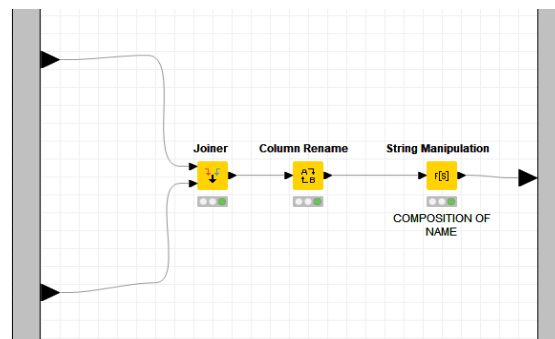 Joiner
Column Rename
String Manipulation
A
B
f[S]
COMPOSITION OF
NAME